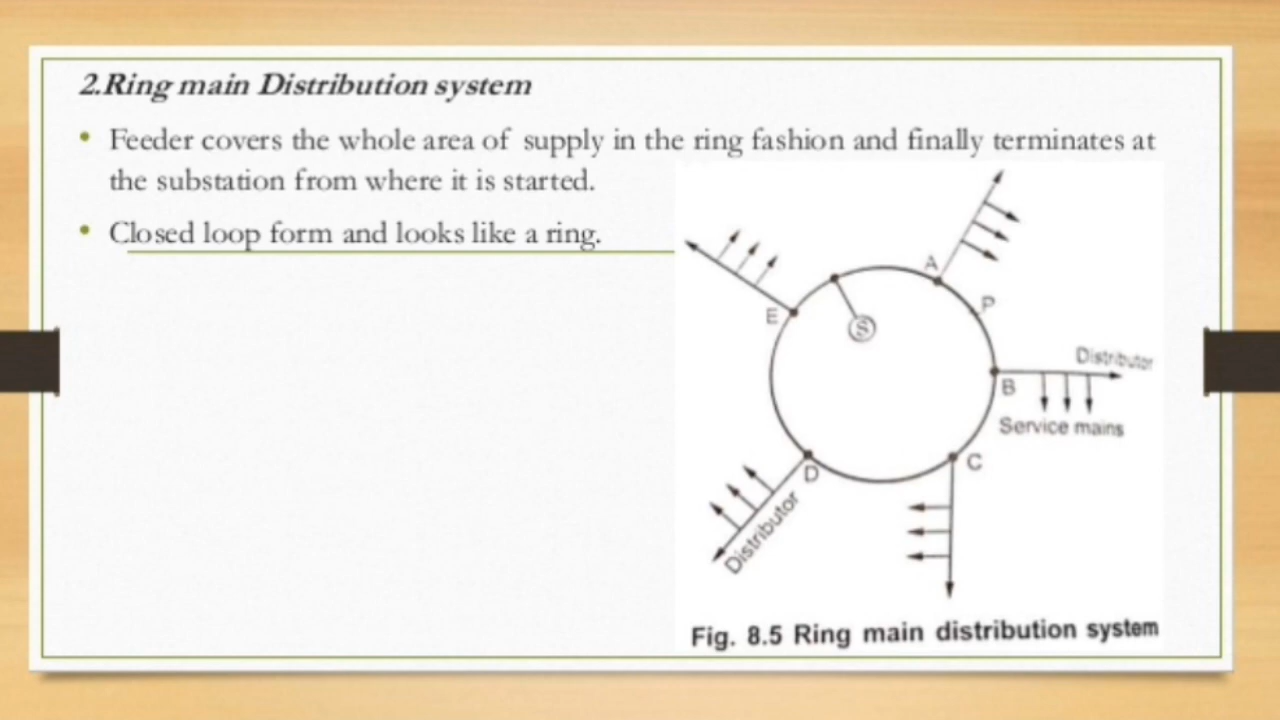 2.Ring main Distribution system
• Feeder covers the whole area of supply in the ring fashion and finally terminates at
the substation from where it is started.
• Closed loop form and looks like a ring.
A
P
E
S
Distributor
B
Service mains
C
D
Distributor
Fig. 8.5 Ring main distribution system